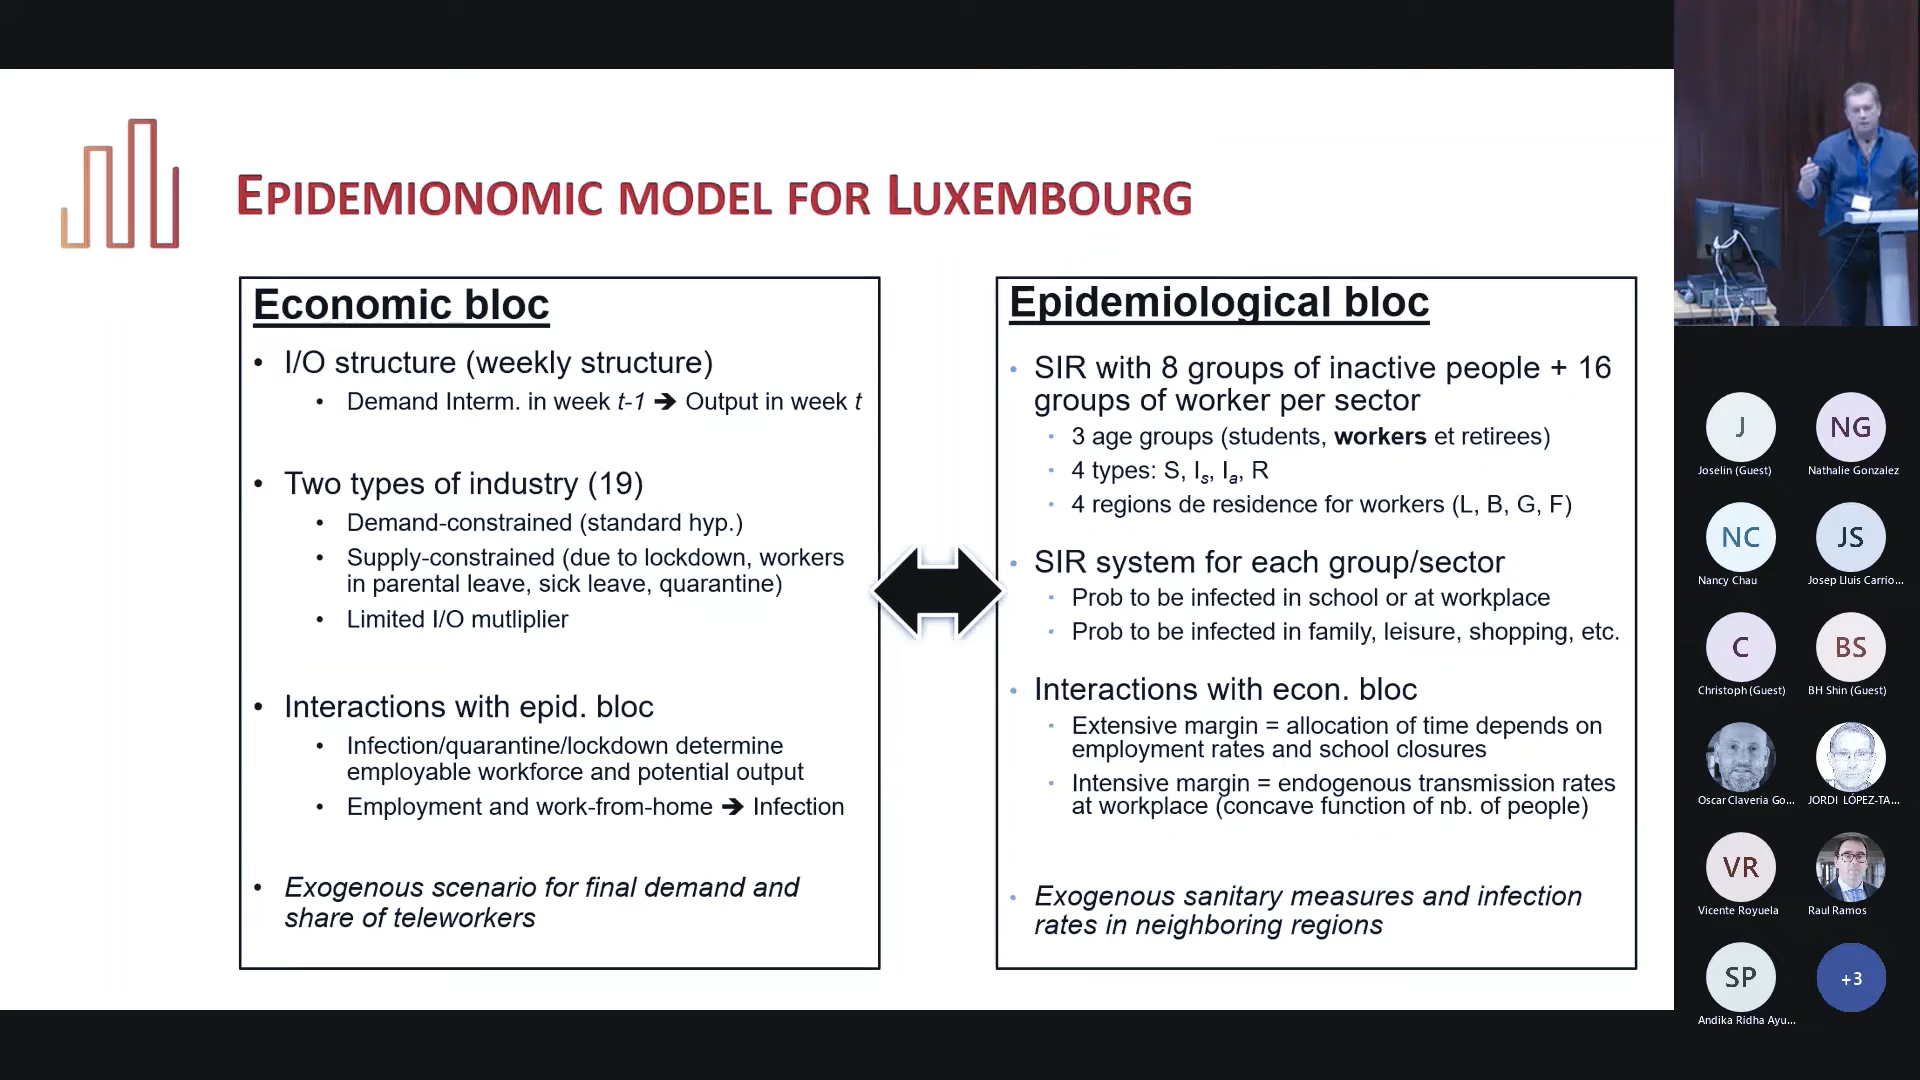 EPIDEMIONOMIC MODEL FOR LUXEMBOURG
Economic bloc
• I/O structure (weekly structure)
• Demand Interm. in week t-1 ➔ Output in week t
• Two types of industry (19)
• Demand-constrained (standard hyp.)
• Supply-constrained (due to lockdown, workers
in parental leave, sick leave, quarantine)
• Limited I/O mutliplier
• Interactions with epid. bloc
• Infection/quarantine/lockdown determine
employable workforce and potential output
• Employment and work-from-home ➔ Infection
• Exogenous scenario for final demand and
share of teleworkers
Epidemiological bloc
• SIR with 8 groups of inactive people + 16
groups of worker per sector
▪ 3 age groups (students, workers et retirees)
▪ 4 types: S, Is, Ia, R
▪ 4 regions de residence for workers (L, B, G, F)
• SIR system for each group/sector
▪ Prob to be infected in school or at workplace
▪ Prob to be infected in family, leisure, shopping, etc.
• Interactions with econ. bloc
▪ Extensive margin = allocation of time depends on
employment rates and school closures
▪ Intensive margin = endogenous transmission rates
at workplace (concave function of nb. of people)
• Exogenous sanitary measures and infection
rates in neighboring regions
J NG
Joselin (Guest) Nathalie Gonzalez
NC JS
Nancy Chau Josep Lluis Carrio...
C BS
Christoph (Guest) BH Shin (Guest)
Oscar Claveria Go... JORDI LÓPEZ-TA...
VR
Vicente Royuela Raul Ramos
SP +3
Andika Ridha Ayu...